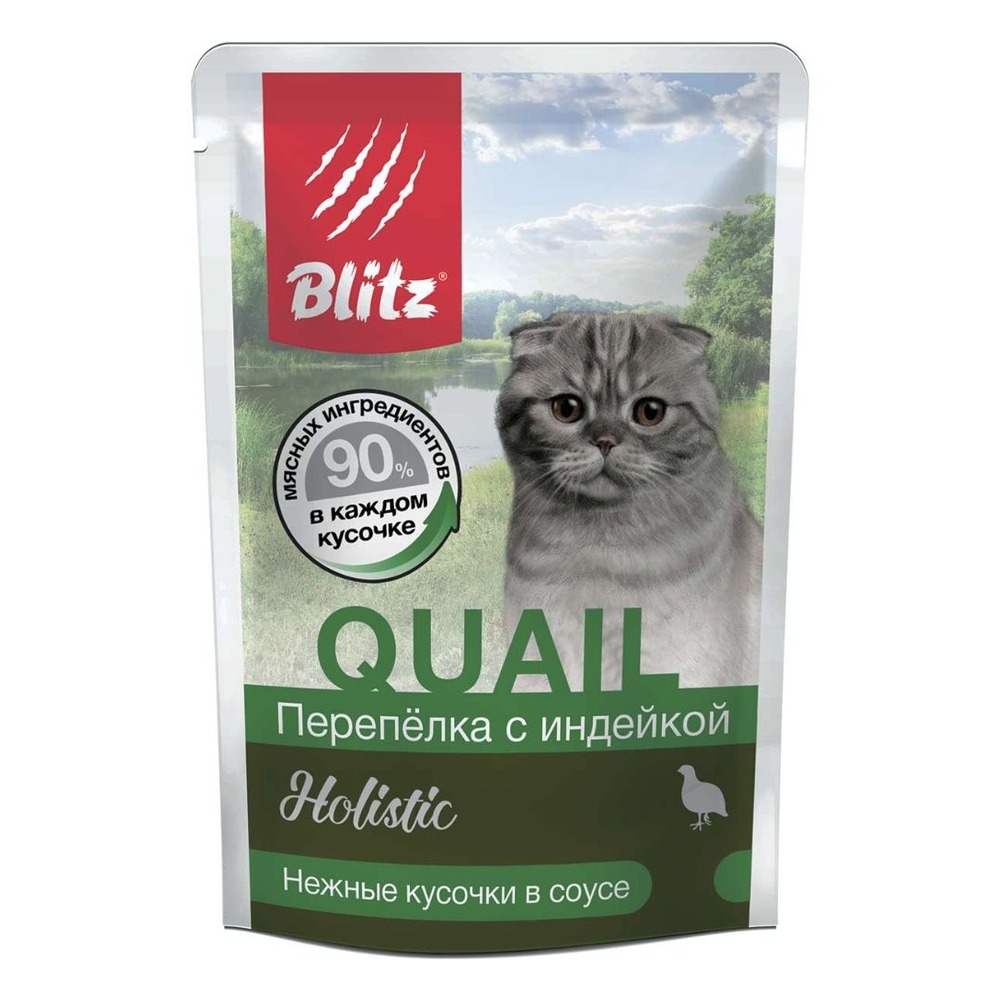 Blitz®
мясных ингредиентов
90%
в каждом
кусочке
QUAIL
Перепёлка с индейкой
Holistic
Нежные кусочки в соусе